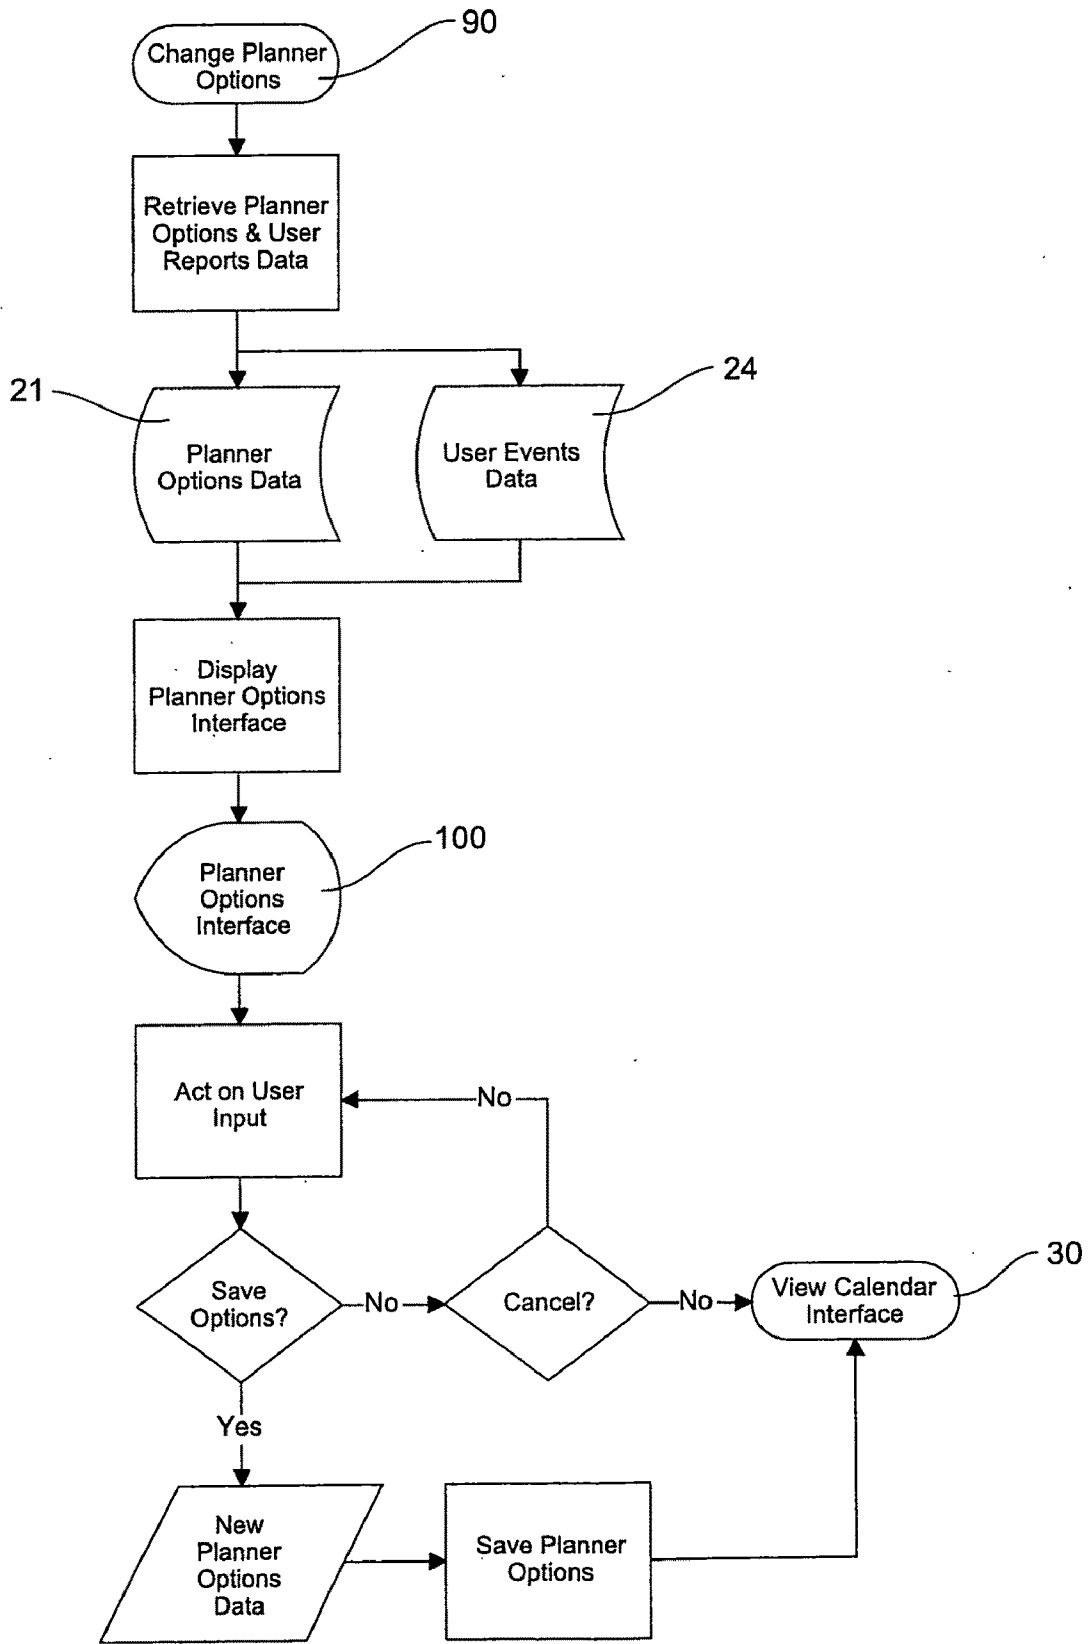 90
Change Planner
Options
Retrieve Planner
Options & User
Reports Data
21
24
Planner
Options Data
User Events
Data
Display
Planner Options
Interface
100
Planner
Options
Interface
Act on User
Input
No
30
Save
Options?
No
Cancel?
No
View Calendar
Interface
Yes
New
Planner
Options
Data
Save Planner
Options